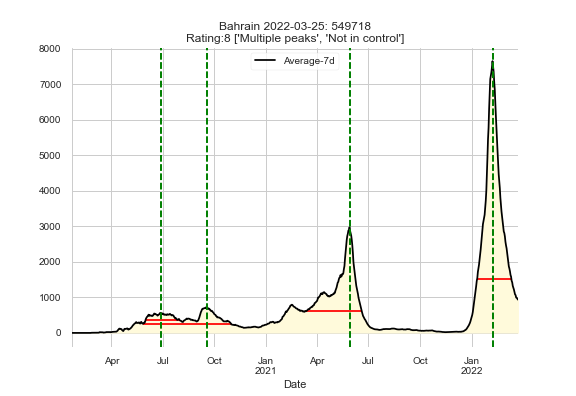 Bahrain 2022-03-25: 549718
Rating:8 ['Multiple peaks', 'Not in control']
Average-7d
8000
7000
6000
5000
4000
3000
2000
1000
0
Apr Jul Oct Jan Apr Jul Oct Jan
2021 2022
Date